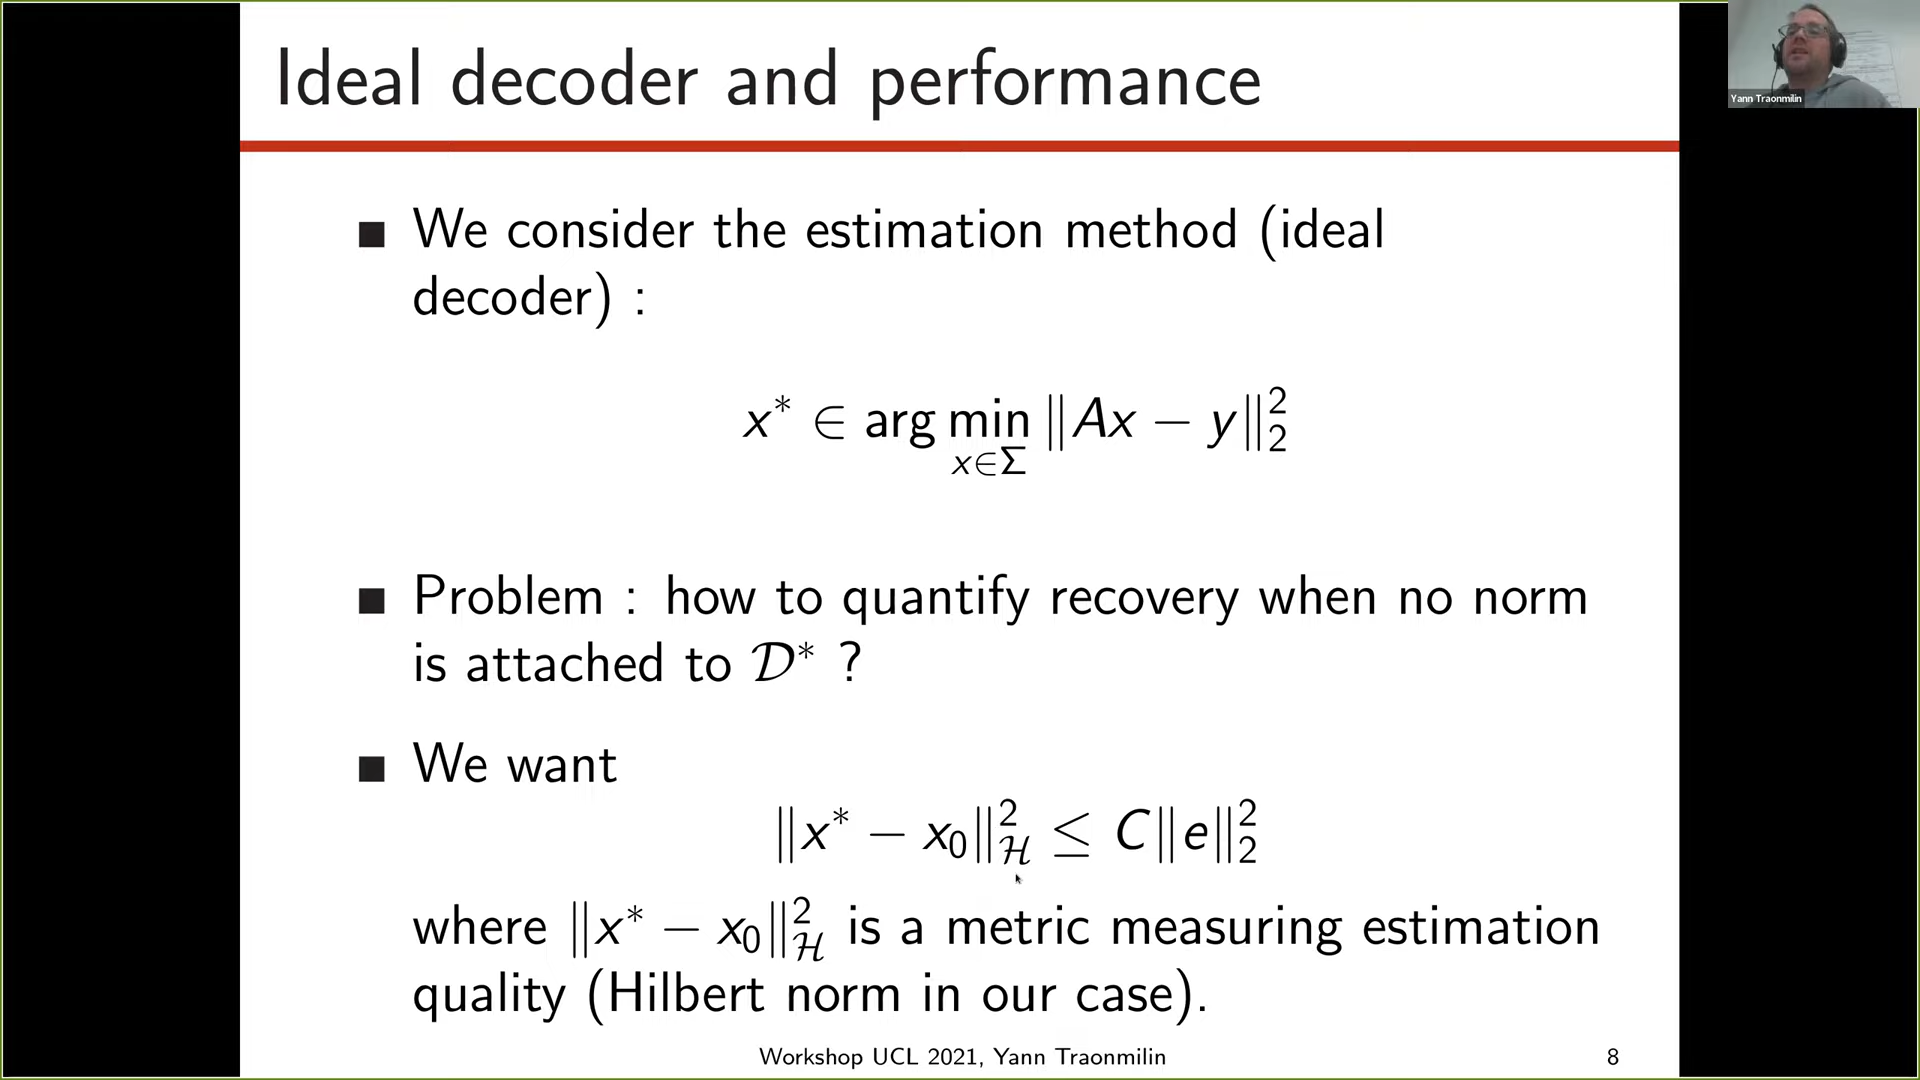 Ideal decoder and performance
Yann Traonmilin
■ We consider the estimation method (ideal
decoder) :
x* ∈ arg min ‖Ax − y‖₂²
x∈Σ
■ Problem : how to quantify recovery when no norm
is attached to 𝒟* ?
■ We want
‖x* − x₀‖²_ℋ ≤ C‖e‖₂²
where ‖x* − x₀‖²_ℋ is a metric measuring estimation
quality (Hilbert norm in our case).
Workshop UCL 2021, Yann Traonmilin
8